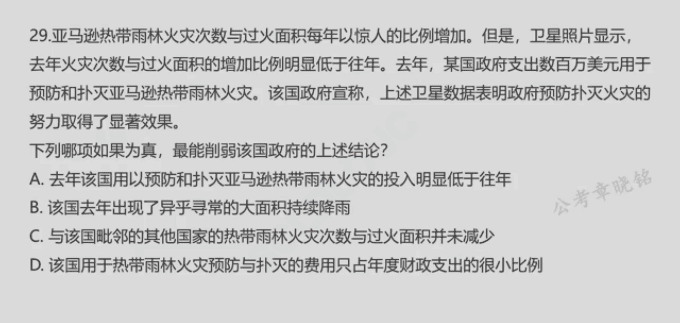 29.亚马逊热带雨林火灾次数与过火面积每年以惊人的比例增加。但是，卫星照片显示，
去年火灾次数与过火面积的增加比例明显低于往年。去年，某国政府支出数百万美元用于
预防和扑灭亚马逊热带雨林火灾。该国政府宣称，上述卫星数据表明政府预防扑灭火灾的
努力取得了显著效果。
下列哪项如果为真，最能削弱该国政府的上述结论？
A. 去年该国用以预防和扑灭亚马逊热带雨林火灾的投入明显低于往年
B. 该国去年出现了异乎寻常的大面积持续降雨
C. 与该国毗邻的其他国家的热带雨林火灾次数与过火面积并未减少
D. 该国用于热带雨林火灾预防与扑灭的费用只占年度财政支出的很小比例
公考章晓铭